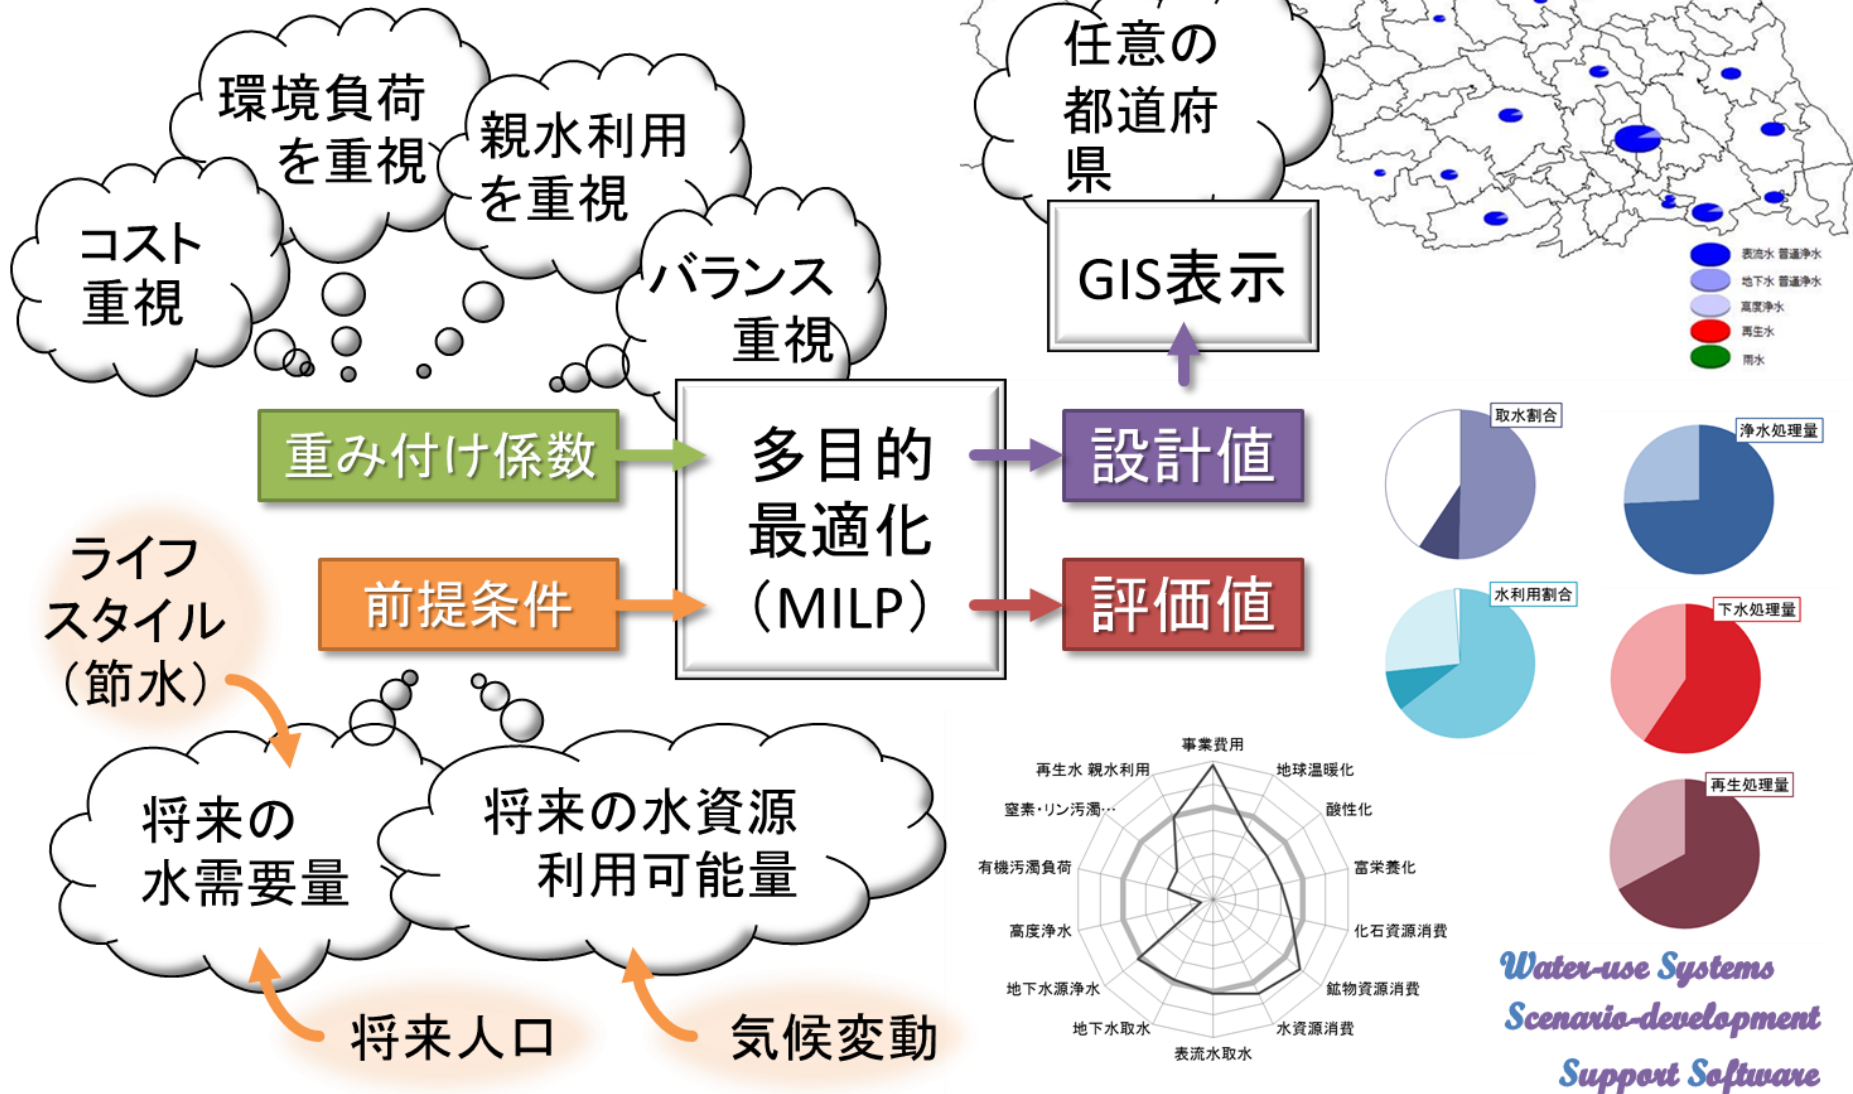 環境負荷
を重視
親水利用
を重視
コスト
重視
バランス
重視
任意の
都道府
県
GIS表示
表流水 普通浄水
地下水 普通浄水
高度浄水
再生水
雨水
重み付け係数
多目的
最適化
（MILP）
設計値
前提条件
評価値
ライフ
スタイル
（節水）
将来の
水需要量
将来の水資源
利用可能量
将来人口
気候変動
取水割合
浄水処理量
水利用割合
下水処理量
再生処理量
事業費用
地球温暖化
酸性化
富栄養化
化石資源消費
鉱物資源消費
水資源消費
表流水取水
地下水取水
地下水源浄水
高度浄水
有機汚濁負荷
窒素・リン汚濁…
再生水 親水利用
Water-use Systems
Scenario-development
Support Software